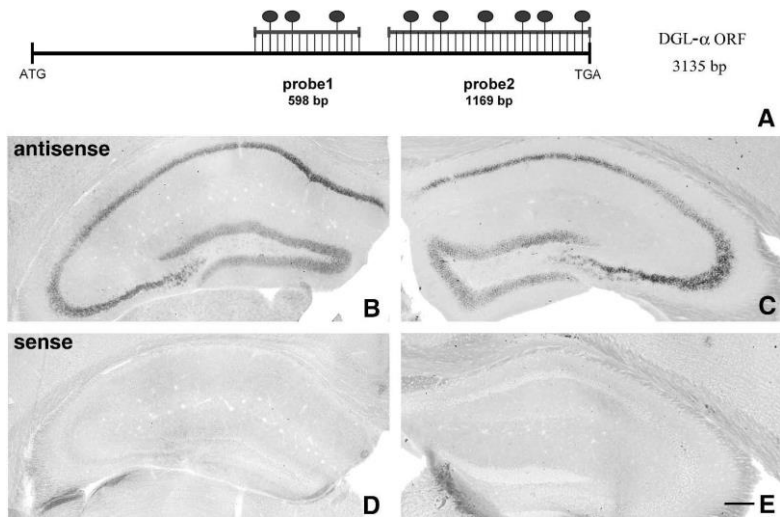 DGL-α ORF
3135 bp
ATG
TGA
probe1
598 bp
probe2
1169 bp
A
antisense
B
C
sense
D
E